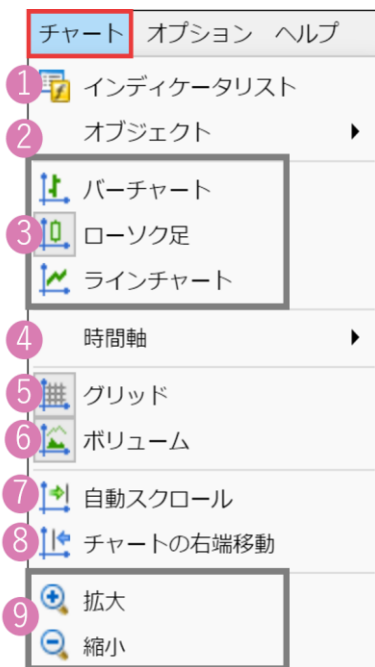 チャート オプション ヘルプ
1 インディケータリスト
2 オブジェクト
バーチャート
3 ローソク足
ラインチャート
4 時間軸
5 グリッド
6 ボリューム
7 自動スクロール
8 チャートの右端移動
9 拡大
縮小